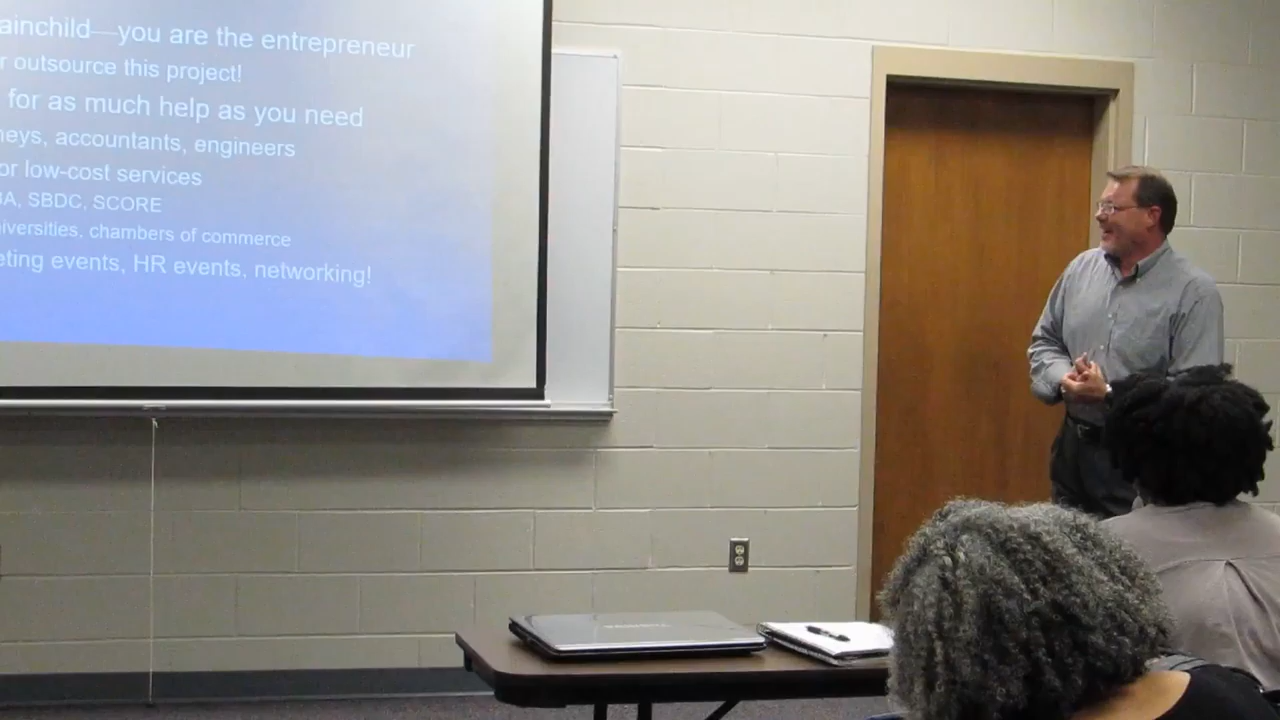 ainchild—you are the entrepreneur
r outsource this project!
for as much help as you need
neys, accountants, engineers
or low-cost services
BA, SBDC, SCORE
iversities, chambers of commerce
eting events, HR events, networking!